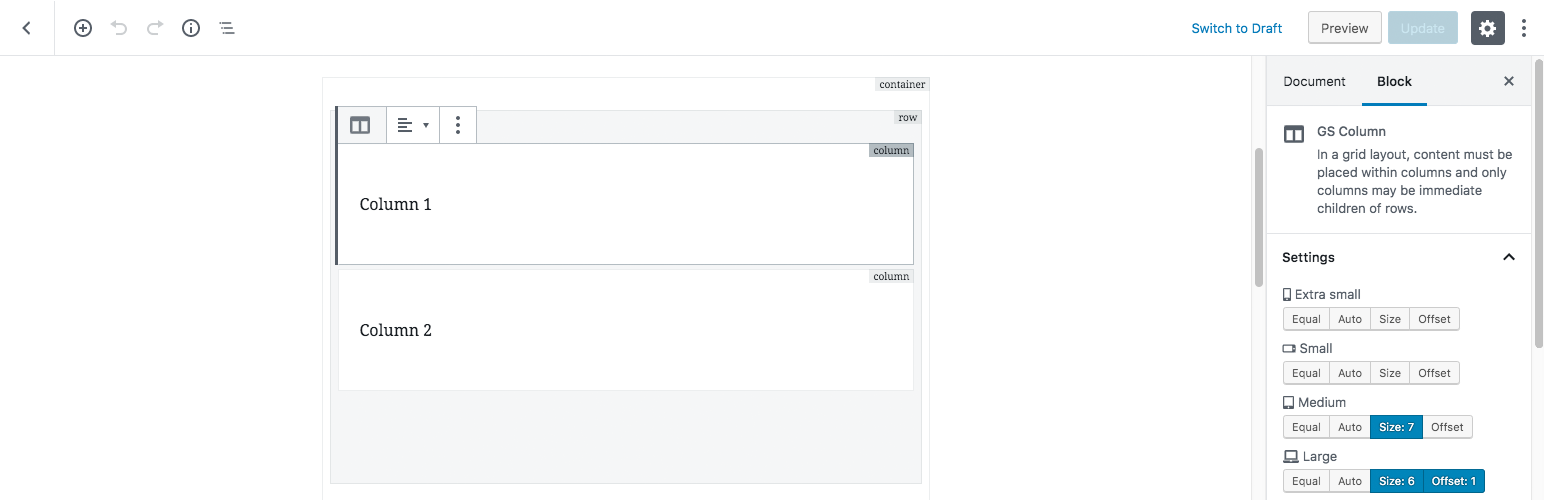 Switch to Draft
Preview
Update
container
row
column
Column 1
column
Column 2
Document
Block
GS Column
In a grid layout, content must be
placed within columns and only
columns may be immediate
children of rows.
Settings
Extra small
Equal Auto Size Offset
Small
Equal Auto Size Offset
Medium
Equal Auto Size: 7 Offset
Large
Equal Auto Size: 6 Offset: 1